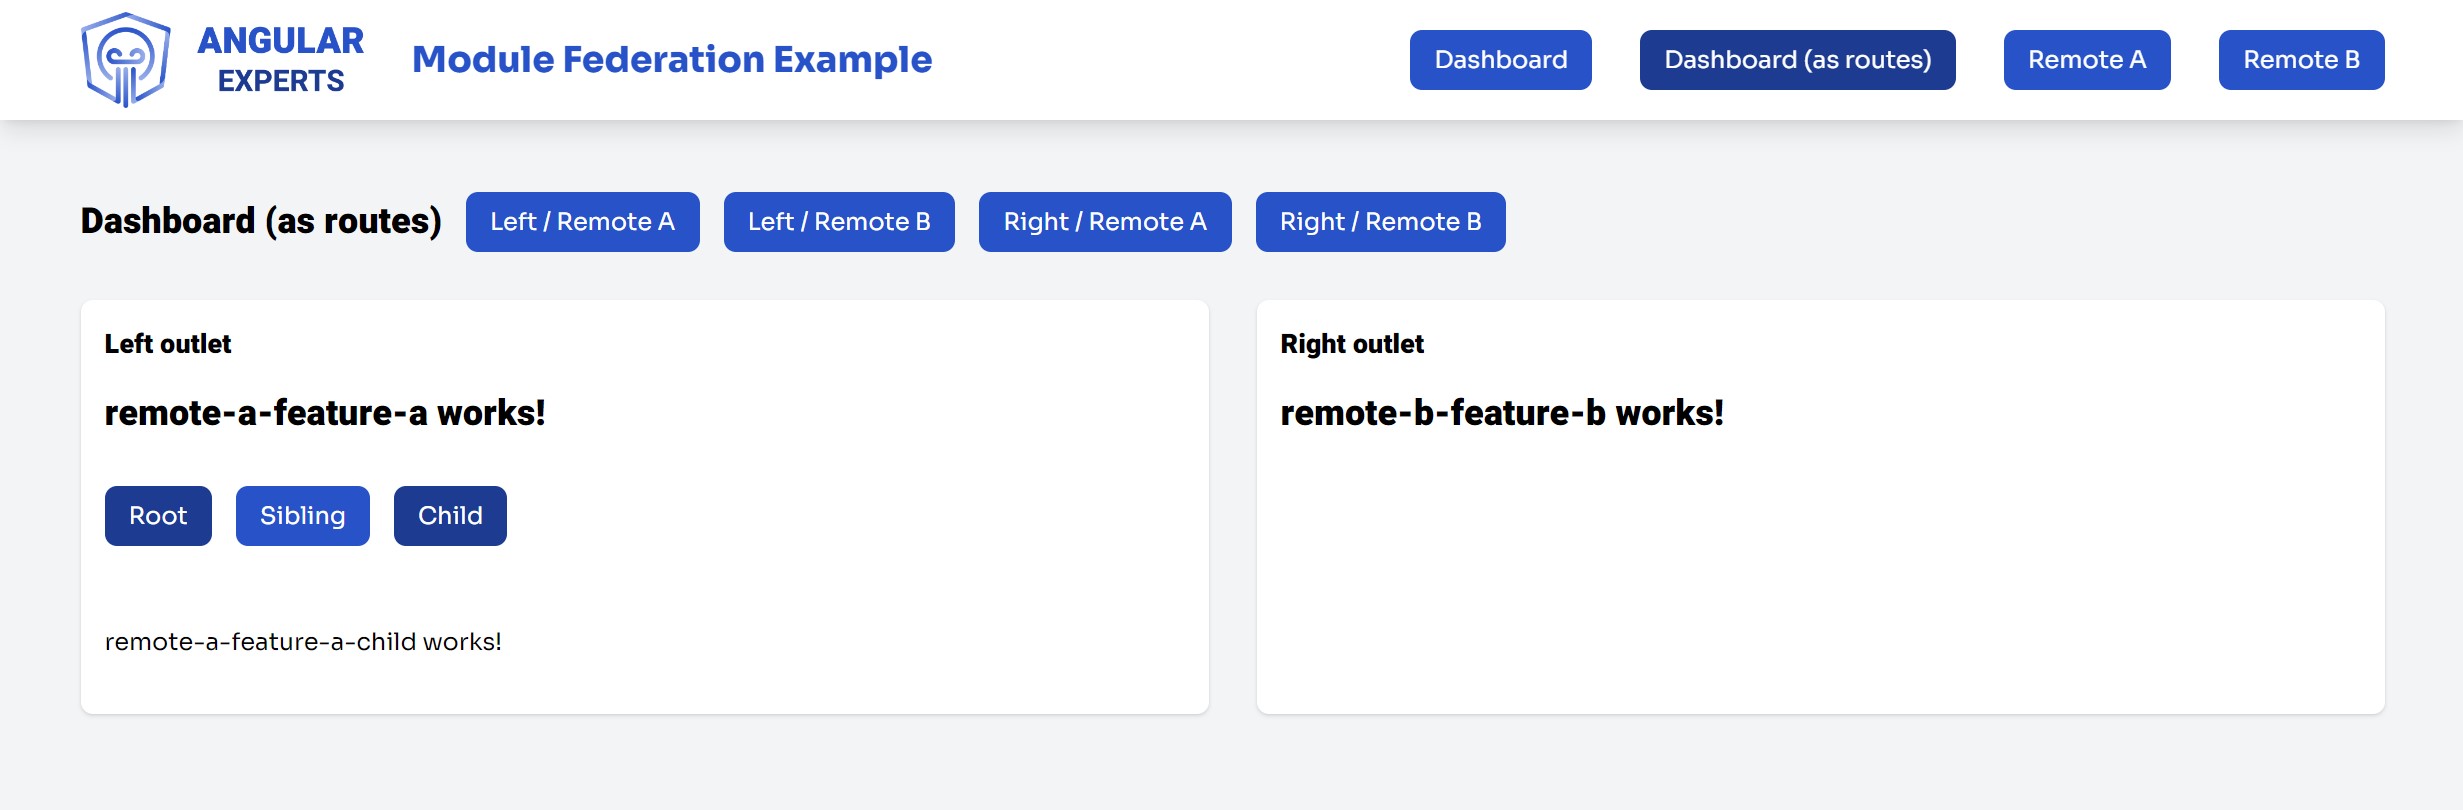 ANGULAR
EXPERTS
Module Federation Example
Dashboard
Dashboard (as routes)
Remote A
Remote B
Dashboard (as routes)
Left / Remote A
Left / Remote B
Right / Remote A
Right / Remote B
Left outlet
remote-a-feature-a works!
Root
Sibling
Child
remote-a-feature-a-child works!
Right outlet
remote-b-feature-b works!